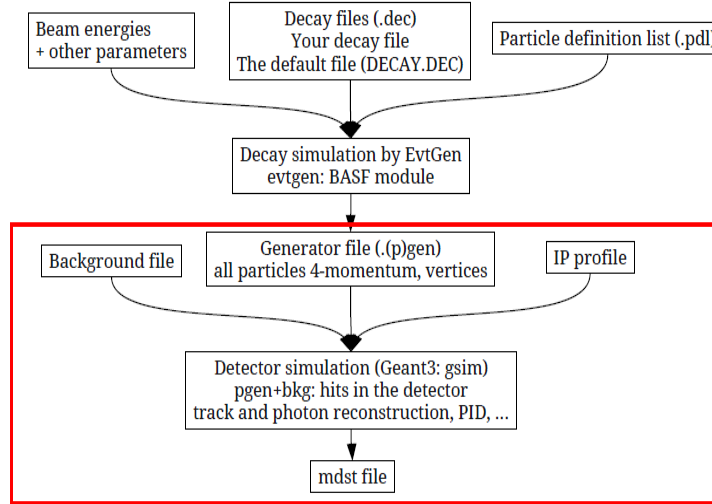 Beam energies
+ other parameters
Decay files (.dec)
Your decay file
The default file (DECAY.DEC)
Particle definition list (.pdl)
Decay simulation by EvtGen
evtgen: BASF module
Background file
Generator file (.(p)gen)
all particles 4-momentum, vertices
IP profile
Detector simulation (Geant3: gsim)
pgen+bkg: hits in the detector
track and photon reconstruction, PID, ...
mdst file